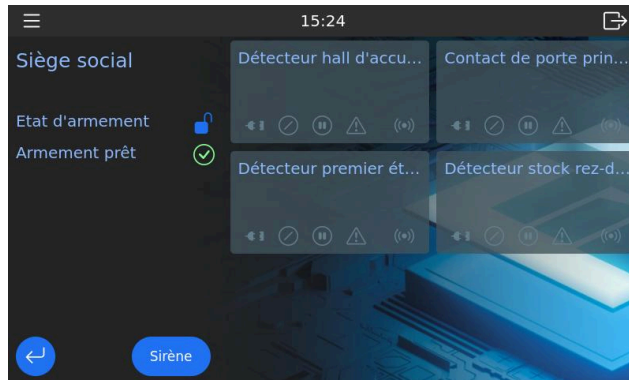 15:24
Siège social
Etat d'armement
Armement prêt
Détecteur hall d'accu...
Contact de porte prin...
Détecteur premier ét...
Détecteur stock rez-d...
Sirène